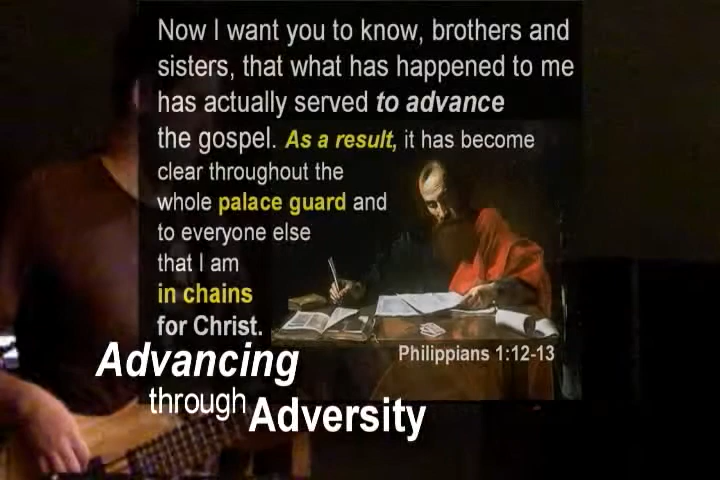 Now I want you to know, brothers and
sisters, that what has happened to me
has actually served to advance
the gospel. As a result, it has become
clear throughout the
whole palace guard and
to everyone else
that I am
in chains
for Christ.
Philippians 1:12-13
Advancing
through Adversity